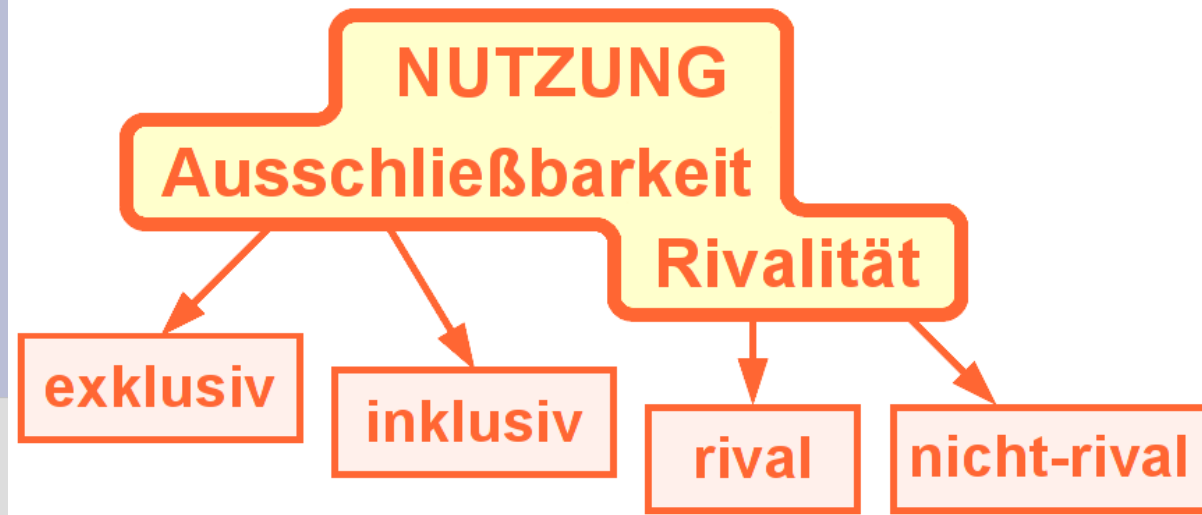 NUTZUNG
Ausschließbarkeit
Rivalität
exklusiv
inklusiv
rival
nicht-rival